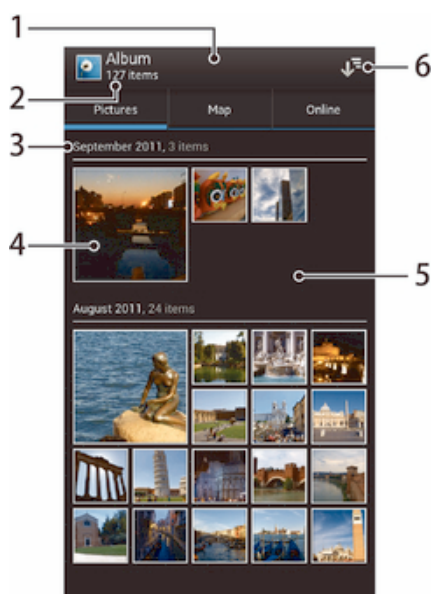 1
Album
127 items
6
2
Pictures Map Online
3
September 2011, 3 items
4
5
August 2011, 24 items